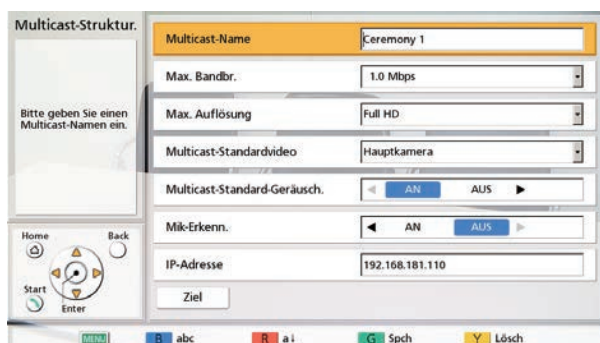 Multicast-Struktur.
Bitte geben Sie einen
Multicast-Namen ein.
Multicast-Name Ceremony 1
Max. Bandbr. 1.0 Mbps
Max. Auflösung Full HD
Multicast-Standardvideo Hauptkamera
Multicast-Standard-Geräusch. AN AUS
Mik-Erkenn. AN AUS
IP-Adresse 192.168.181.110
Ziel
Home Back
Start
Enter
MENU B abc R a↓ G Spch Y Lösch